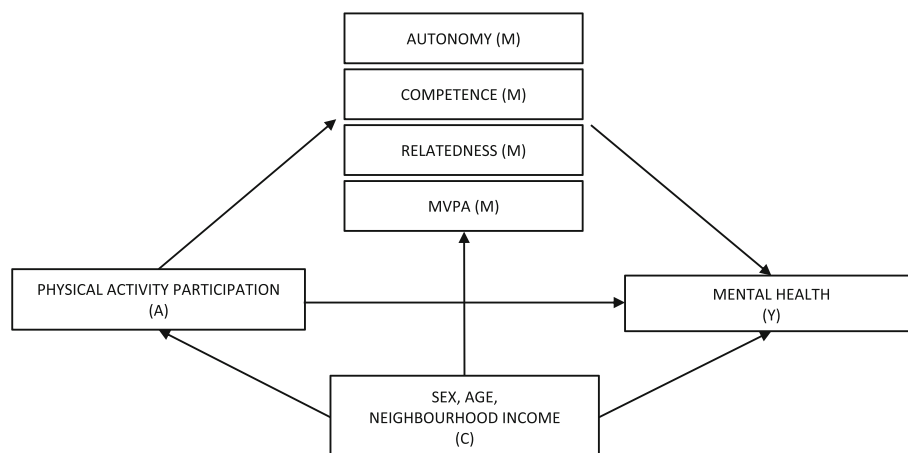 AUTONOMY (M)
COMPETENCE (M)
RELATEDNESS (M)
MVPA (M)
PHYSICAL ACTIVITY PARTICIPATION
(A)
MENTAL HEALTH
(Y)
SEX, AGE,
NEIGHBOURHOOD INCOME
(C)